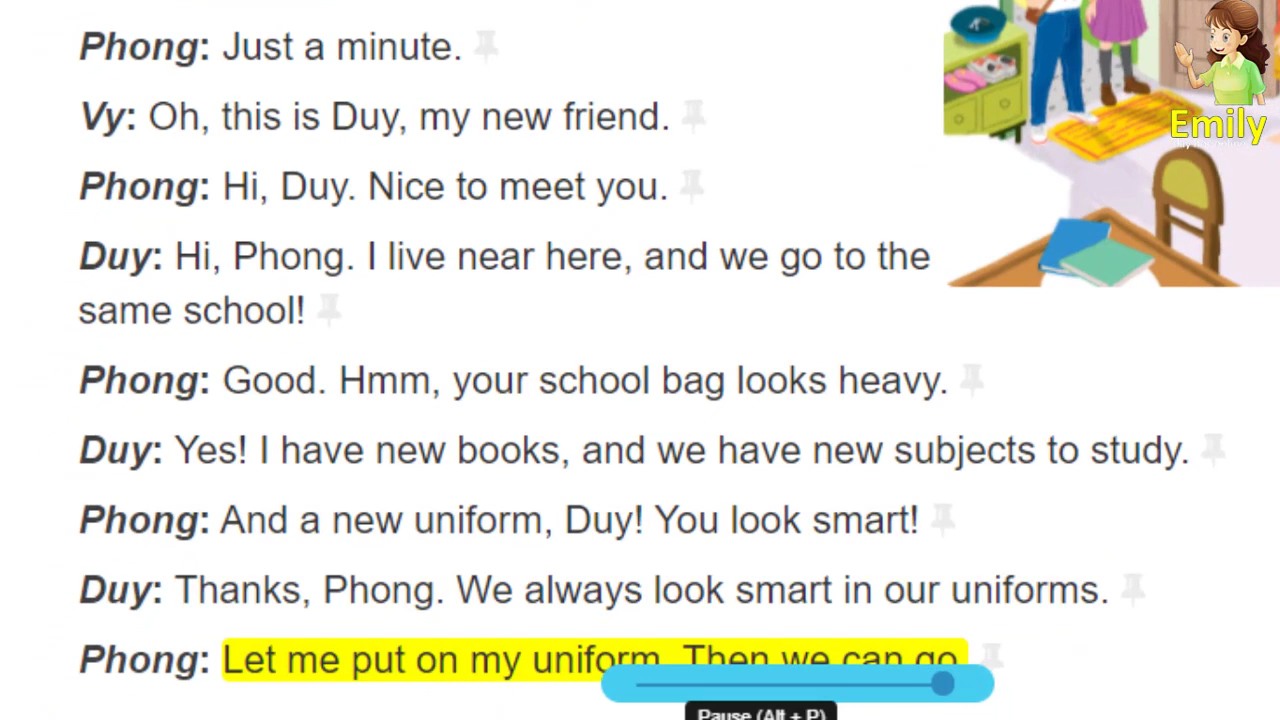 Phong: Just a minute.
Vy: Oh, this is Duy, my new friend.
Phong: Hi, Duy. Nice to meet you.
Duy: Hi, Phong. I live near here, and we go to the
same school!
Phong: Good. Hmm, your school bag looks heavy.
Duy: Yes! I have new books, and we have new subjects to study.
Phong: And a new uniform, Duy! You look smart!
Duy: Thanks, Phong. We always look smart in our uniforms.
Phong: Let me put on my uniform. Then we can go.
Pause (Alt + P)
Emily